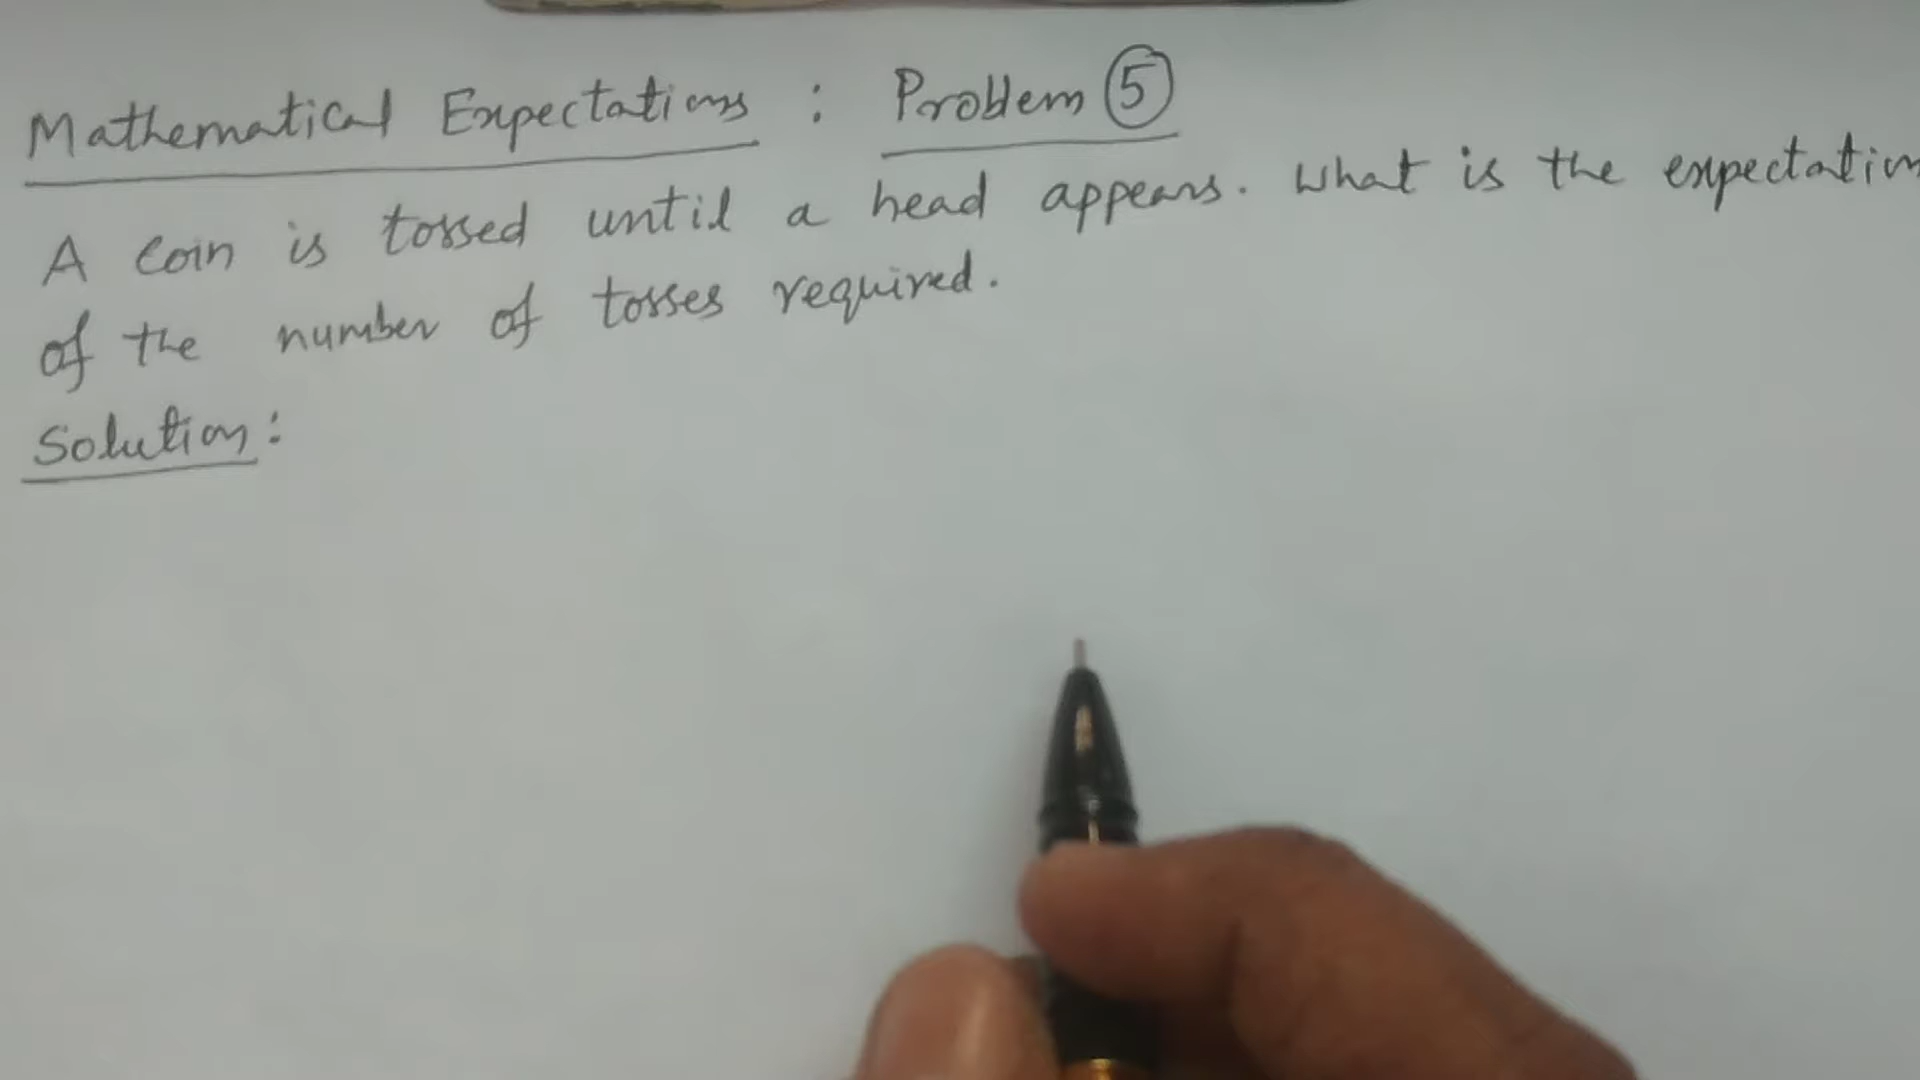 Mathematical Expectations : Problem 5
A coin is tossed until a head appears. What is the expectation
of the number of tosses required.
Solution: